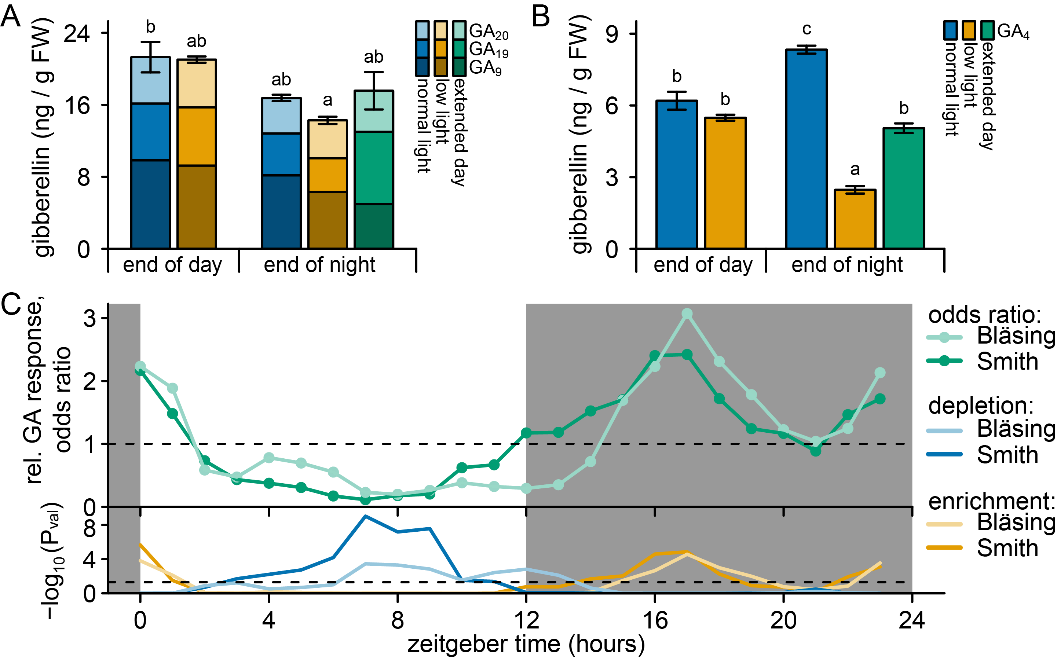 A
gibberellin (ng / g FW)
24
16
8
0
b
ab
ab
a
ab
end of day
end of night
GA20
GA19
GA9
normal light
low light
extended day
B
gibberellin (ng / g FW)
9
6
3
0
b
b
c
a
b
end of day
end of night
GA4
normal light
low light
extended day
C
rel. GA response,
odds ratio
3
2
1
0
odds ratio:
Bläsing
Smith
depletion:
Bläsing
Smith
enrichment:
Bläsing
Smith
−log10(Pval)
8
4
0
0 4 8 12 16 20 24
zeitgeber time (hours)